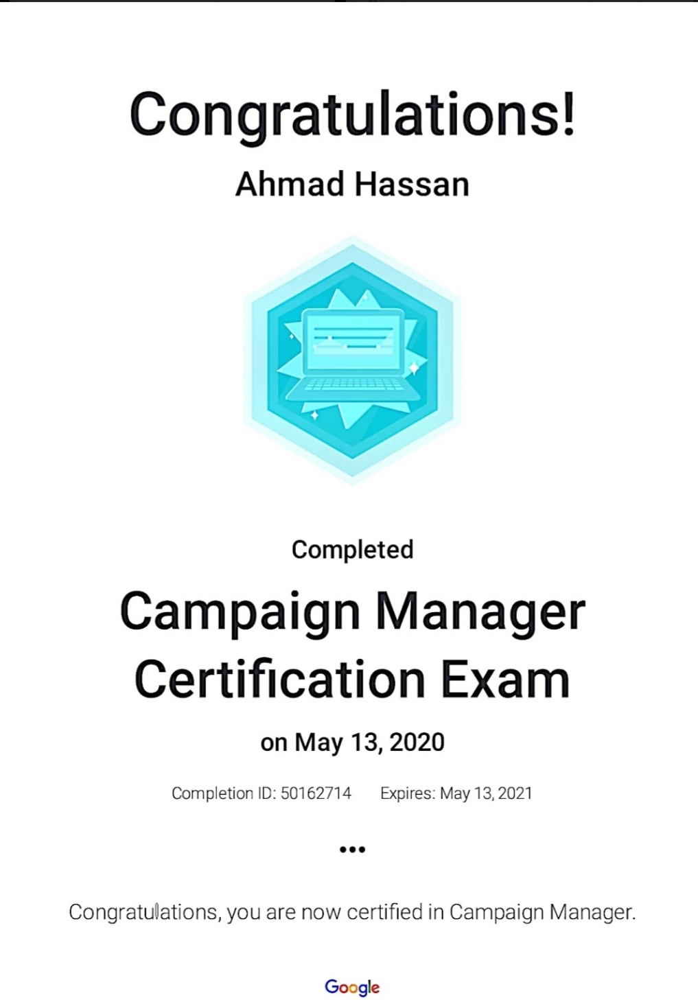 Congratulations!
Ahmad Hassan
Completed
Campaign Manager
Certification Exam
on May 13, 2020
Completion ID: 50162714 Expires: May 13, 2021
•••
Congratulations, you are now certified in Campaign Manager.
Google